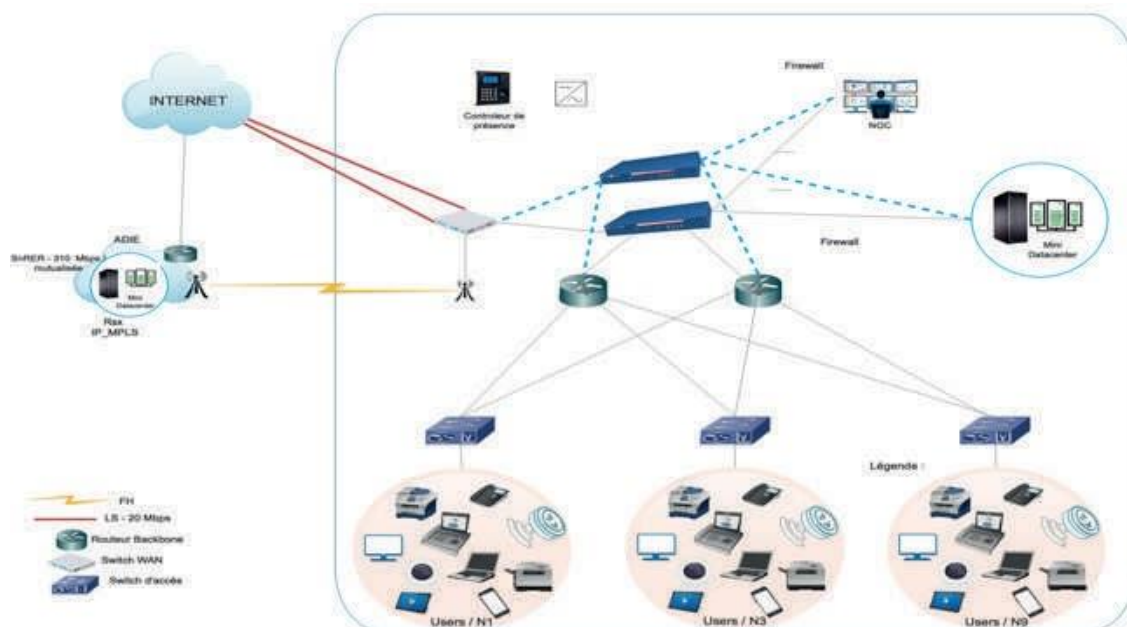 INTERNET
Controleur de
présence
Firewall
NOC
ADIE
310 Mbps
mutualisée
Mini
Datacenter
Rsx
IP_MPLS
Firewall
Mini
Datacenter
Légende :
FH
LS - 20 Mbps
Routeur Backbone
Switch WAN
Switch d'accès
Users / N1
Users / N3
Users / N9